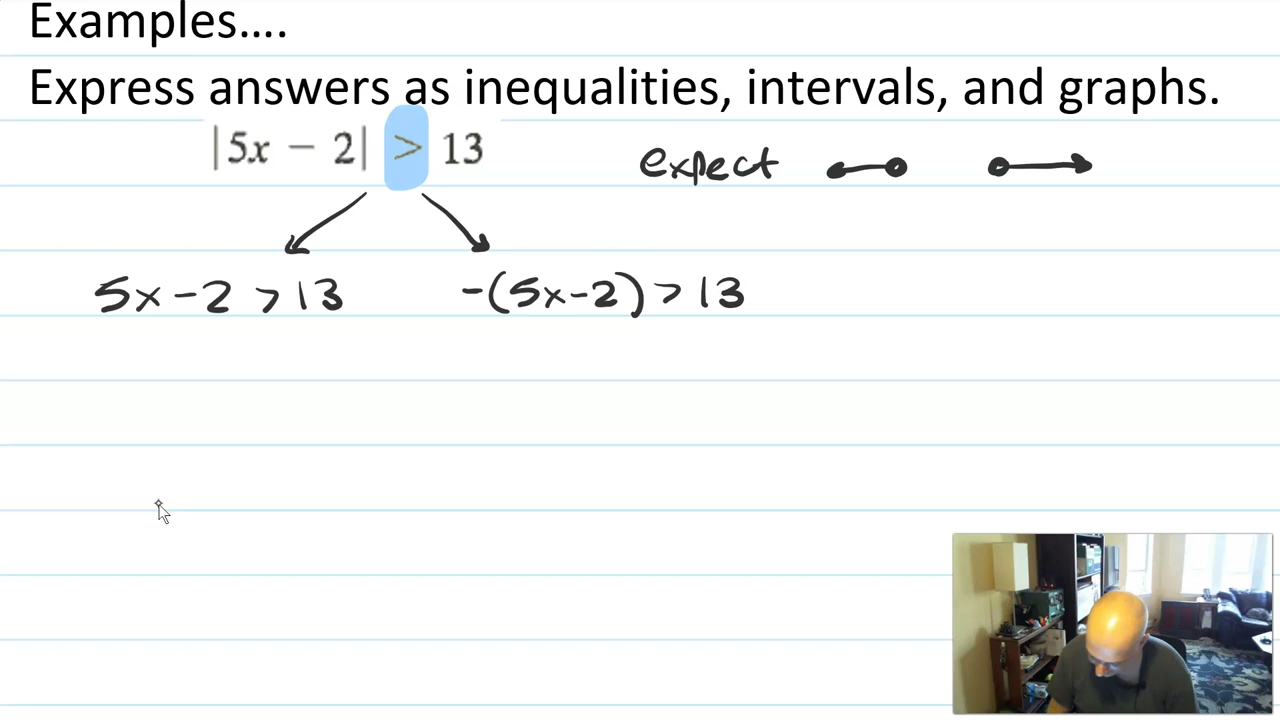 Examples....
Express answers as inequalities, intervals, and graphs.
|5x − 2| > 13
expect
5x-2 > 13
-(5x-2) > 13